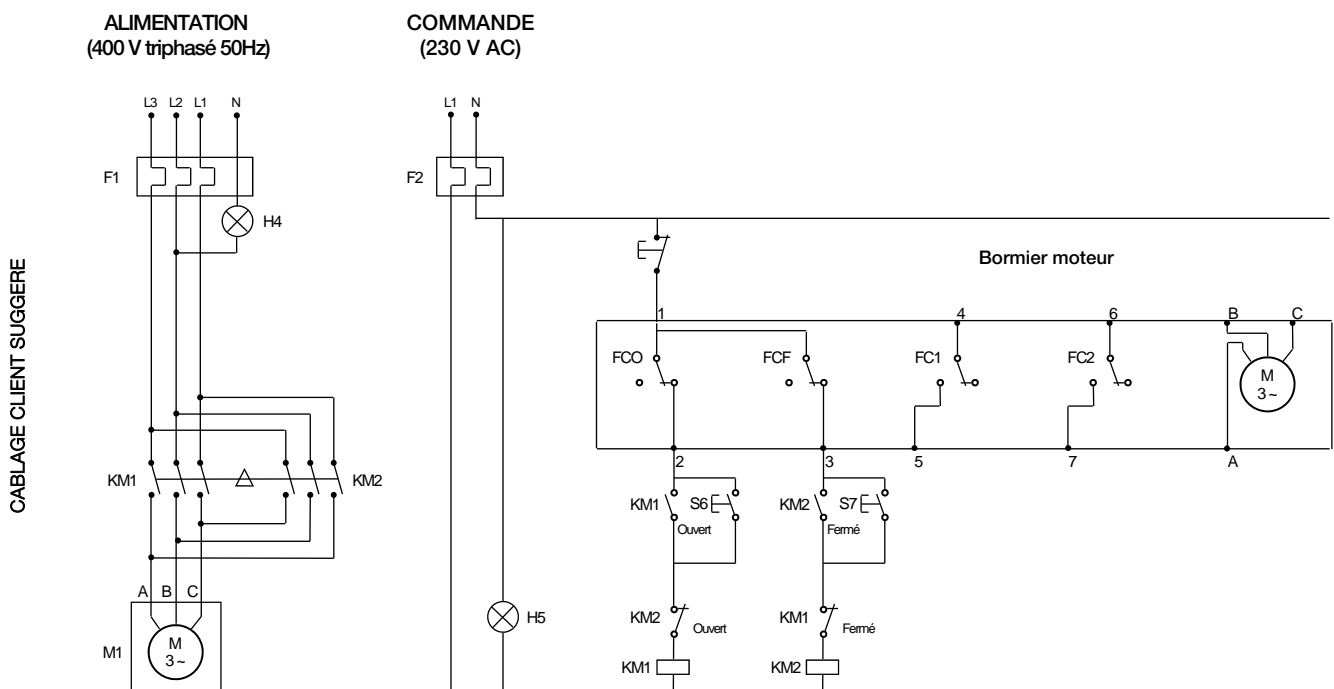 ALIMENTATION
(400 V triphasé 50Hz)
COMMANDE
(230 V AC)
L3 L2 L1 N
L1 N
F1
F2
H4
CABLAGE CLIENT SUGGERE
Bormier moteur
1 4 6 B C
FCO FCF FC1 FC2
M
3~
2 3 5 7 A
KM1 KM2
KM1 S6 KM2 S7
Ouvert Fermé
A B C
KM2 Ouvert KM1 Fermé
H5
M1
M
3~
KM1 KM2